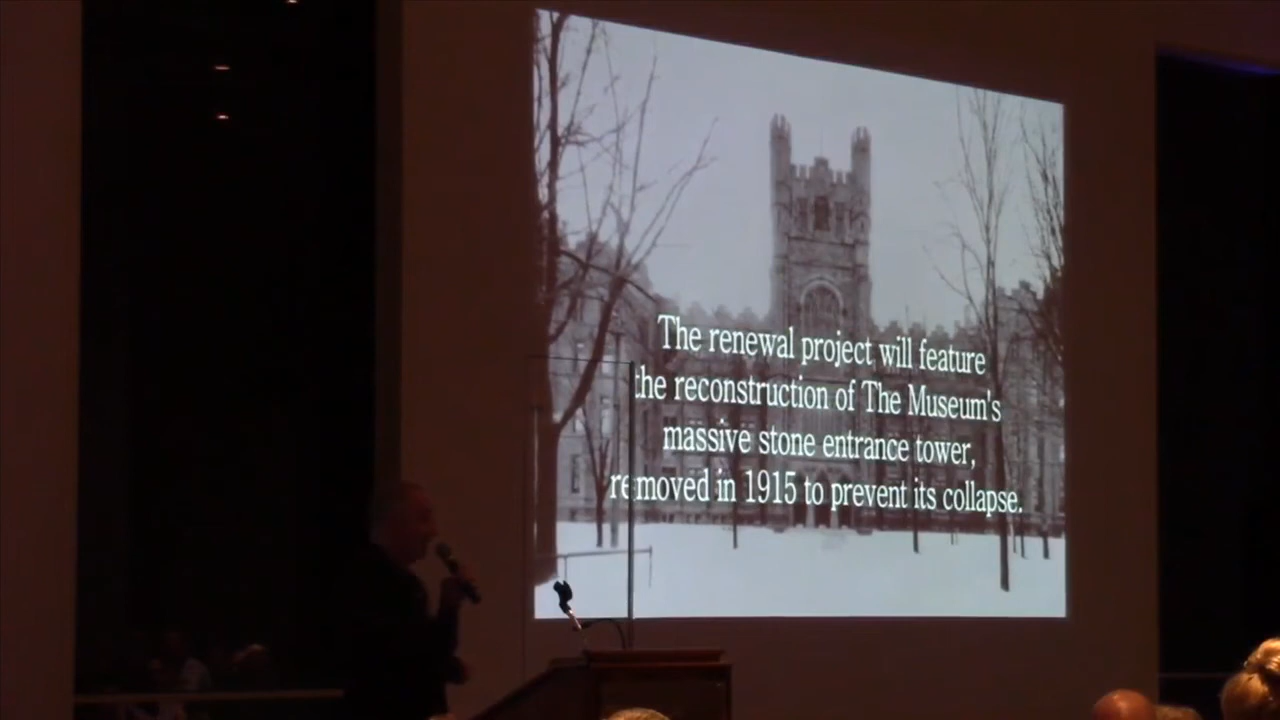 The renewal project will feature
the reconstruction of The Museum's
massive stone entrance tower,
removed in 1915 to prevent its collapse.